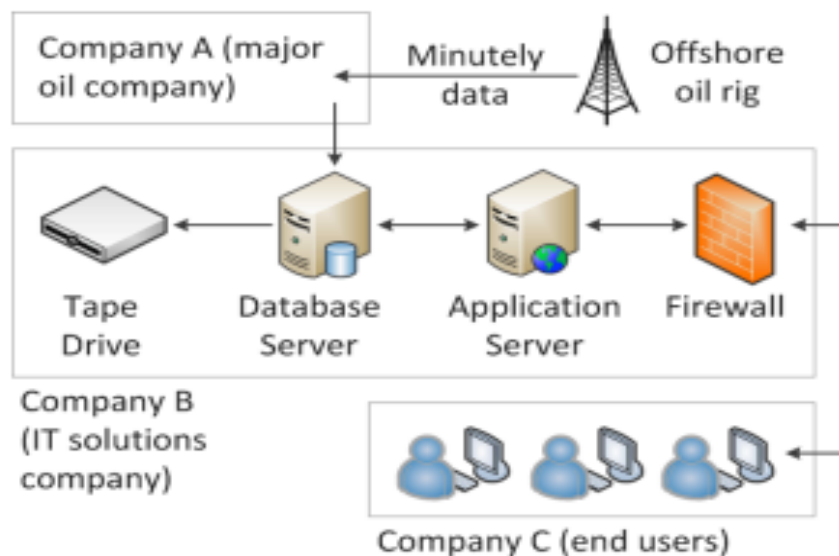 Company A (major
oil company)
Minutely
data
Offshore
oil rig
Tape
Drive
Database
Server
Application
Server
Firewall
Company B
(IT solutions
company)
Company C (end users)